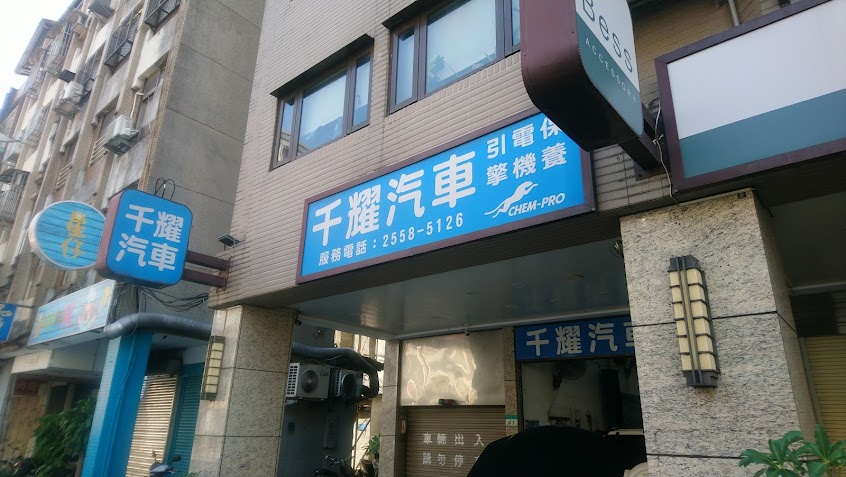 Bess
ACCESSORY
千耀汽車
引擎
電機
保養
服務電話：2558-5126
CHEM-PRO
千耀
汽車
千耀汽車
車輛出入
請勿停